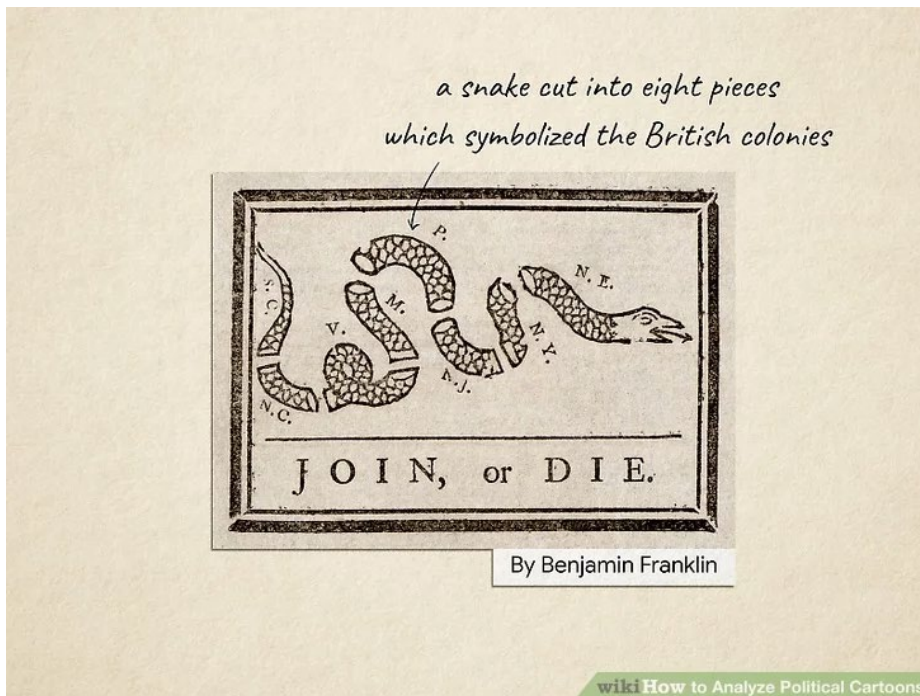 a snake cut into eight pieces
which symbolized the British colonies
P.
N. E.
S. C.
M.
V.
N. Y.
N.J.
N.C.
JOIN, or DIE.
By Benjamin Franklin
wikiHow to Analyze Political Cartoons